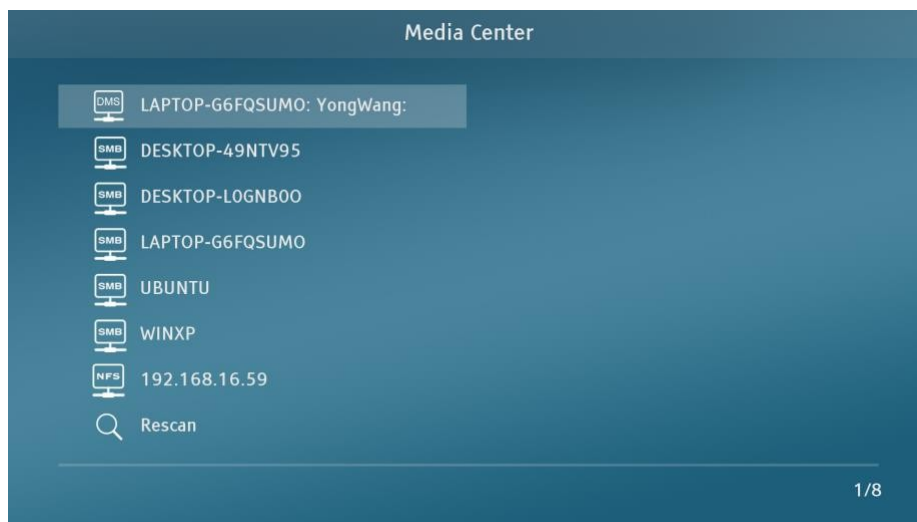 Media Center
DMS LAPTOP-G6FQSUMO: YongWang:
SMB DESKTOP-49NTV95
SMB DESKTOP-L0GNB0O
SMB LAPTOP-G6FQSUMO
SMB UBUNTU
SMB WINXP
NFS 192.168.16.59
Rescan
1/8